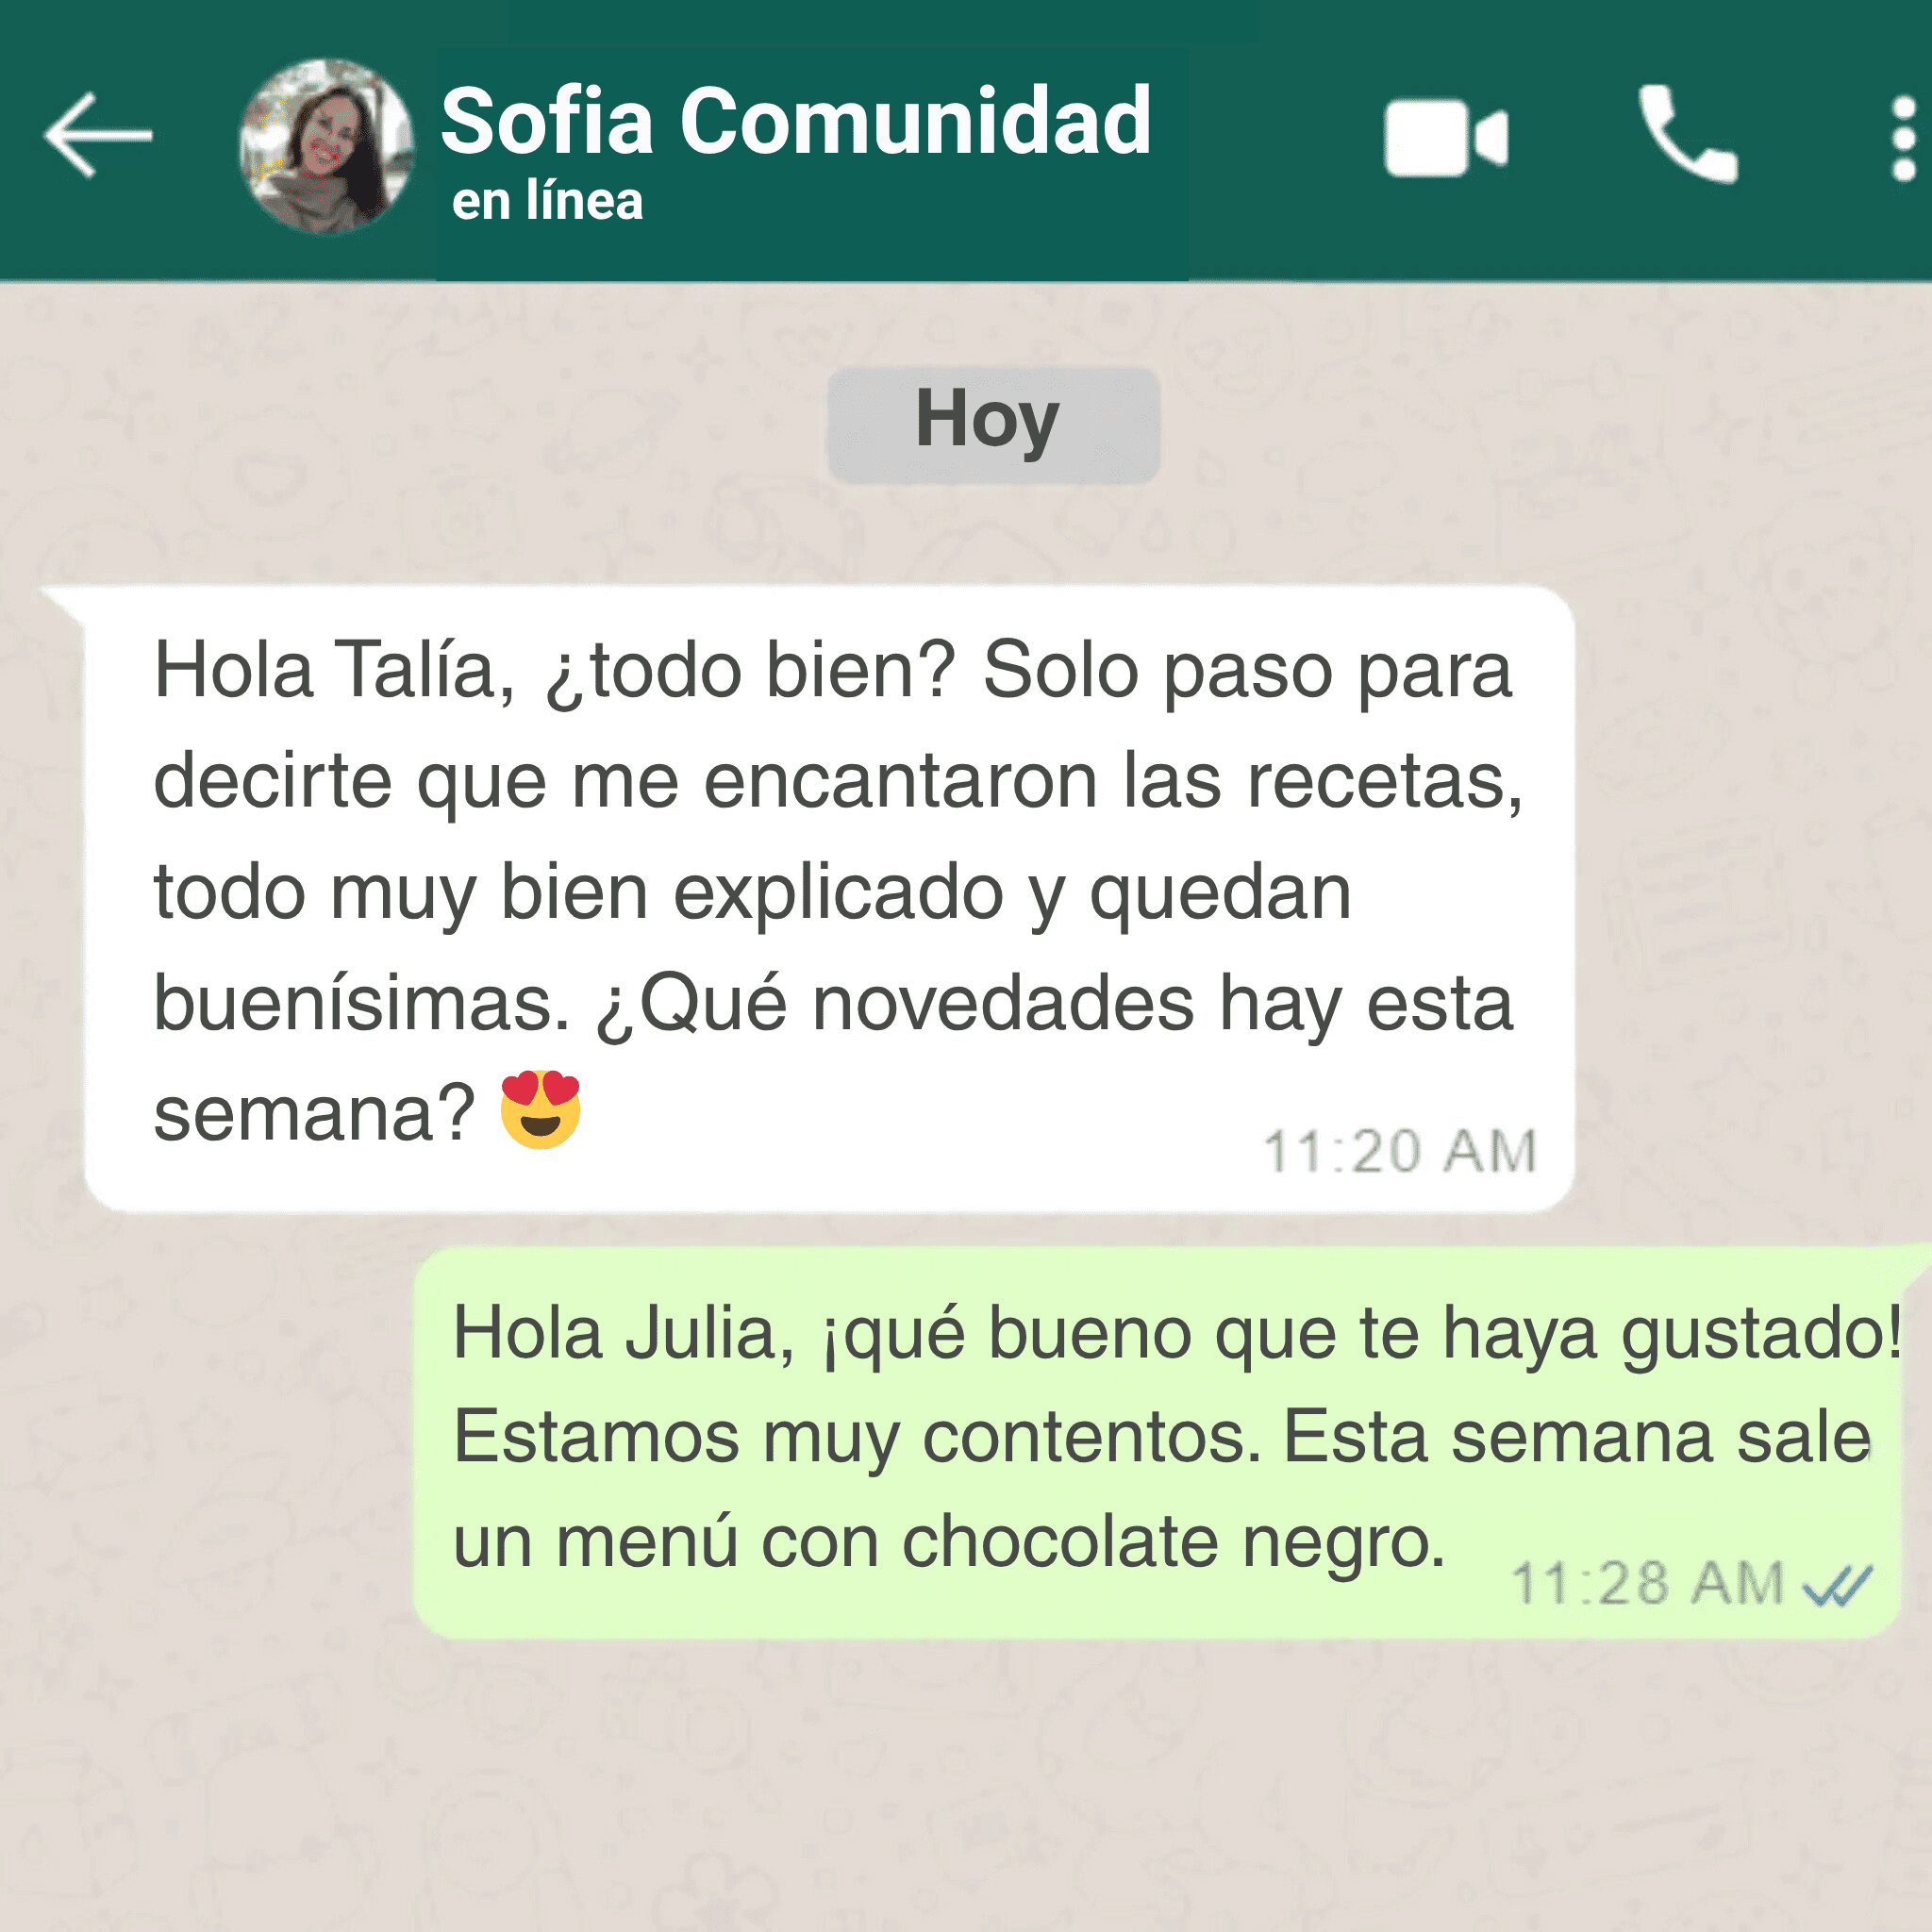 Sofia Comunidad
en línea
Hoy
Hola Talía, ¿todo bien? Solo paso para
decirte que me encantaron las recetas,
todo muy bien explicado y quedan
buenísimas. ¿Qué novedades hay esta
semana? 😍
11:20 AM
Hola Julia, ¡qué bueno que te haya gustado!
Estamos muy contentos. Esta semana sale
un menú con chocolate negro.
11:28 AM